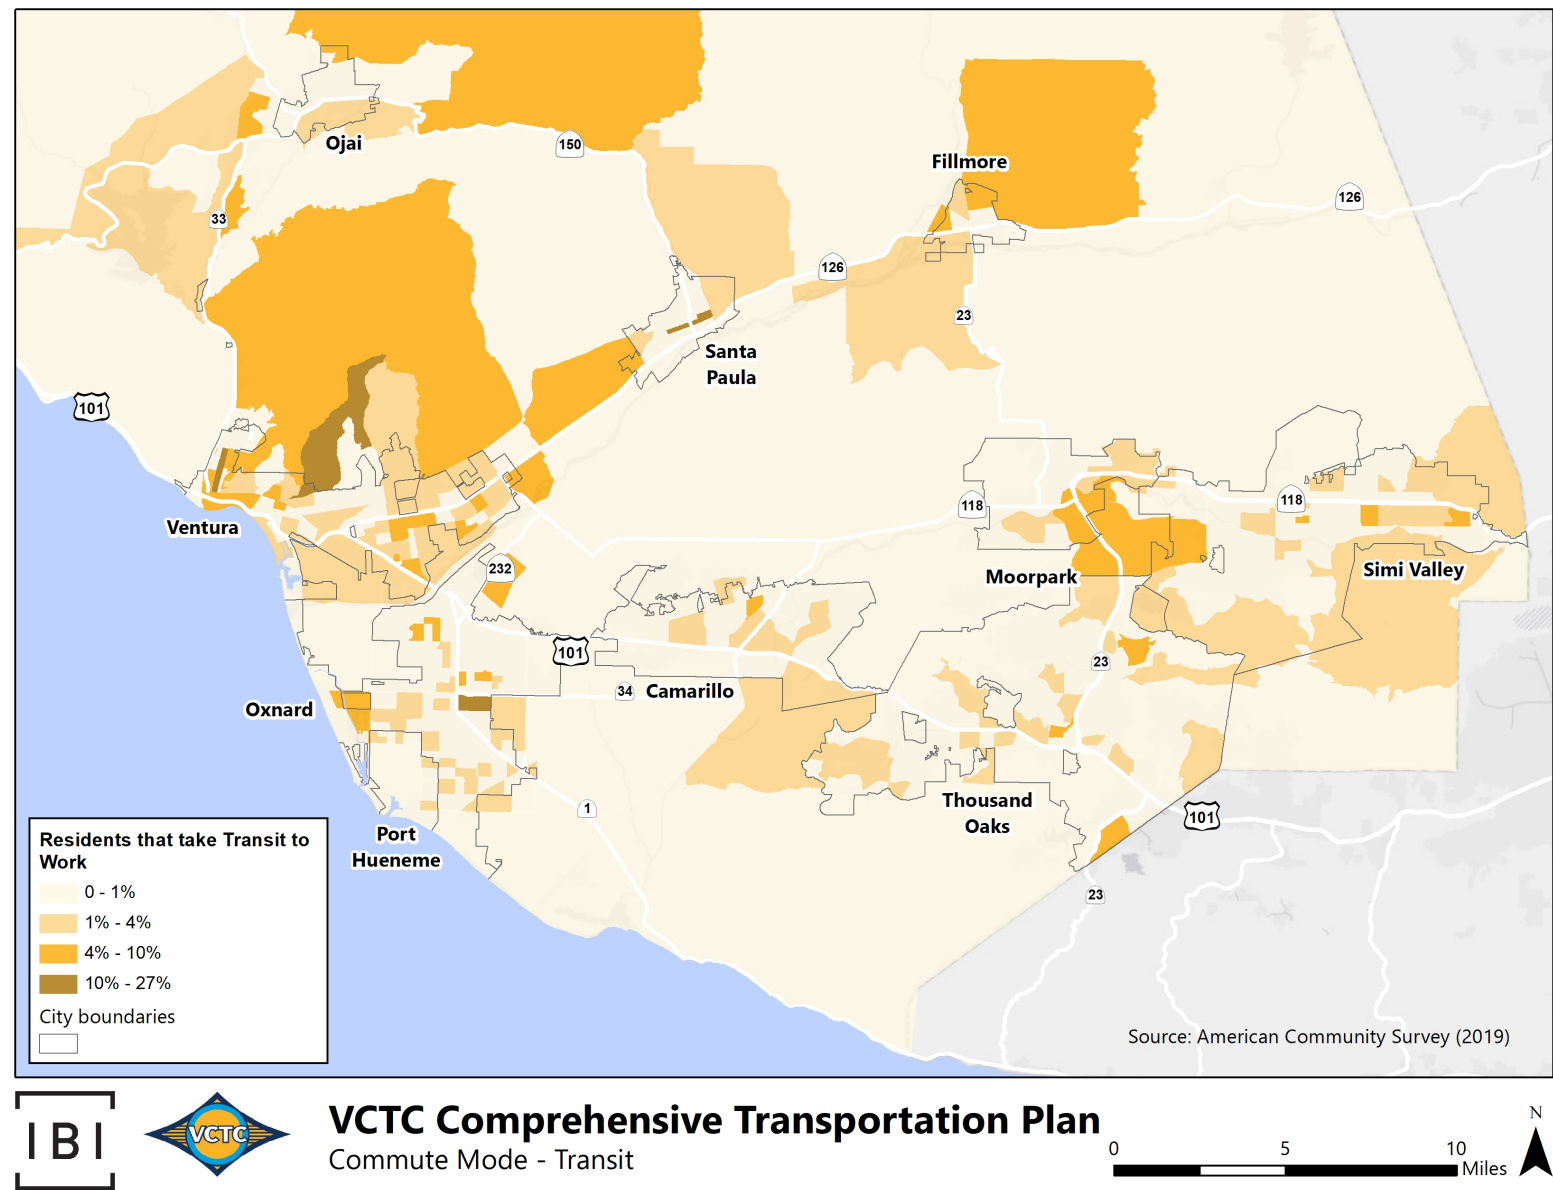 Ojai
150
Fillmore
33
126
126
23
Santa
Paula
101
118
118
Ventura
232
Moorpark
Simi Valley
101
23
34
Camarillo
Oxnard
Thousand
Oaks
1
101
Port
Hueneme
23
Residents that take Transit to
Work
0 - 1%
1% - 4%
4% - 10%
10% - 27%
City boundaries
Source: American Community Survey (2019)
IBI
VCTC
VCTC Comprehensive Transportation Plan
Commute Mode - Transit
0
5
10
Miles
N